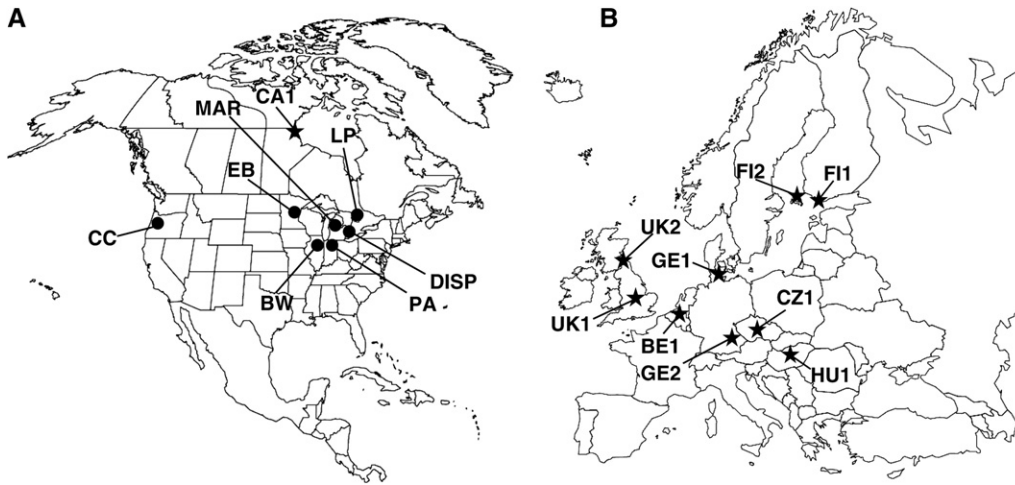 A
MAR
CA1
LP
EB
CC
BW
PA
DISP
B
FI2
FI1
UK2
GE1
CZ1
UK1
BE1
GE2
HU1